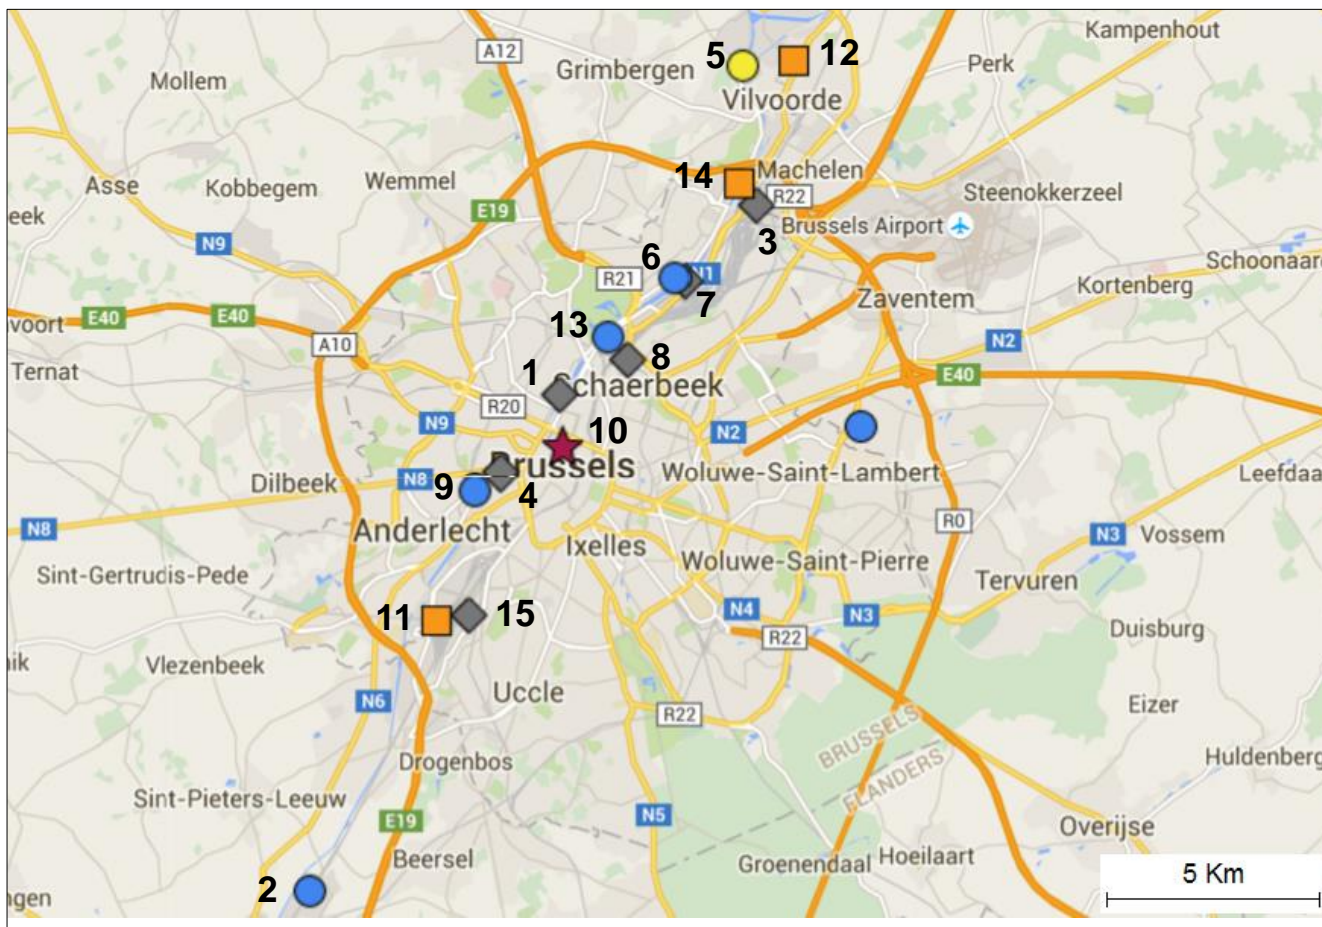 Kampenhout
A12
5
12
Grimbergen
Perk
Mollem
Vilvoorde
14
Machelen
Asse
Kobbegem
Wemmel
R22
Steenokkerzeel
eek
E19
3
Brussels Airport
N9
6
N1
R21
7
Schoonaar
Zaventem
Kortenberg
nvoort
E40
E40
13
A10
8
N2
Ternat
1
Schaerbeek
E40
R20
N9
10
N2
Brussels
Woluwe-Saint-Lambert
Dilbeek
N8
9
4
Leefdaa
N8
Anderlecht
R0
Ixelles
N3
Vossem
Sint-Gertrudis-Pede
Woluwe-Saint-Pierre
Tervuren
11
15
N4
N3
Duisburg
R22
nik
Vlezenbeek
Uccle
N6
R22
Eizer
BRUSSELS
FLANDERS
Drogenbos
Huldenberg
Sint-Pieters-Leeuw
E19
N5
Overijse
Beersel
Groenendaal
Hoeilaart
2
5 Km
ngen